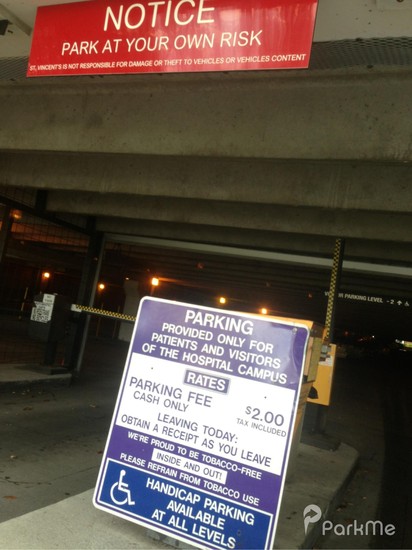 NOTICE
PARK AT YOUR OWN RISK
ST. VINCENT'S IS NOT RESPONSIBLE FOR DAMAGE OR THEFT TO VEHICLES OR VEHICLES CONTENT
PARKING LEVEL - 2
PARKING
PROVIDED ONLY FOR
PATIENTS AND VISITORS
OF THE HOSPITAL CAMPUS
RATES
PARKING FEE $2.00
CASH ONLY TAX INCLUDED
LEAVING TODAY:
OBTAIN A RECEIPT AS YOU LEAVE
WE'RE PROUD TO BE TOBACCO-FREE
INSIDE AND OUT!
PLEASE REFRAIN FROM TOBACCO USE
HANDICAP PARKING
AVAILABLE
AT ALL LEVELS
ParkMe